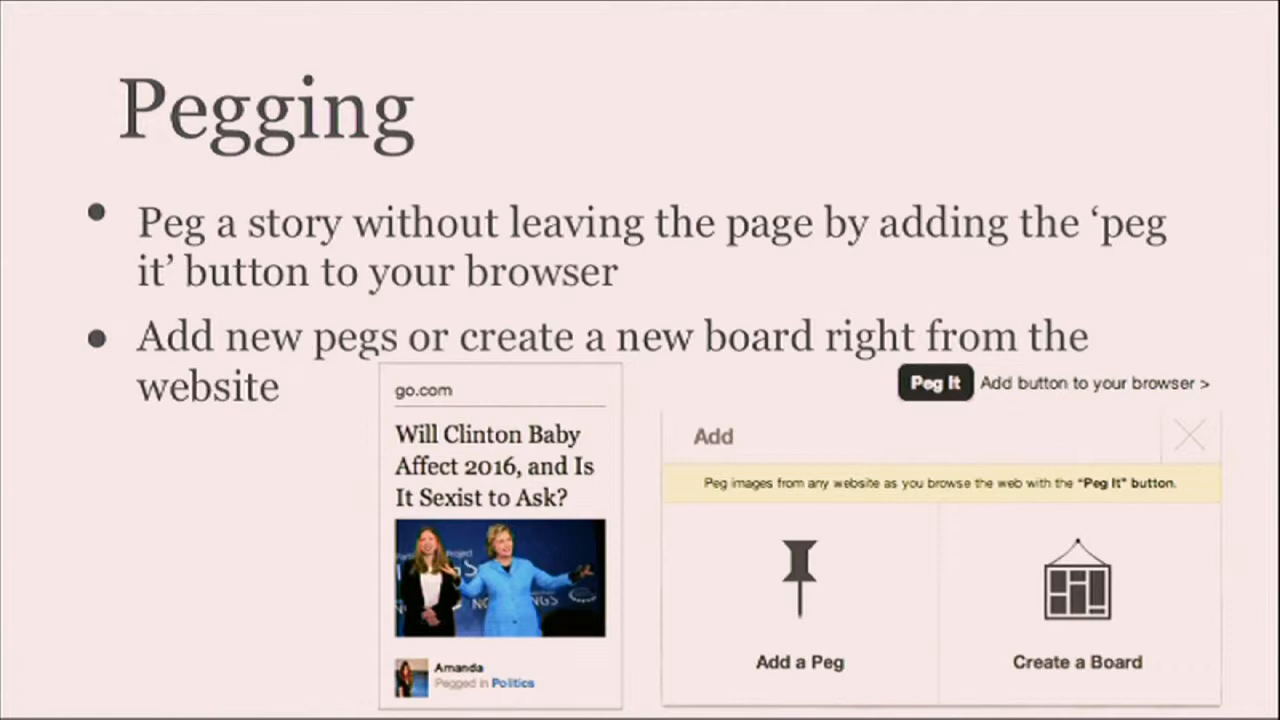 Pegging
Peg a story without leaving the page by adding the ‘peg
it’ button to your browser
Add new pegs or create a new board right from the
website
go.com
Will Clinton Baby
Affect 2016, and Is
It Sexist to Ask?
Amanda
Pegged in Politics
Peg It Add button to your browser >
Add
Peg images from any website as you browse the web with the “Peg It” button.
Add a Peg
Create a Board